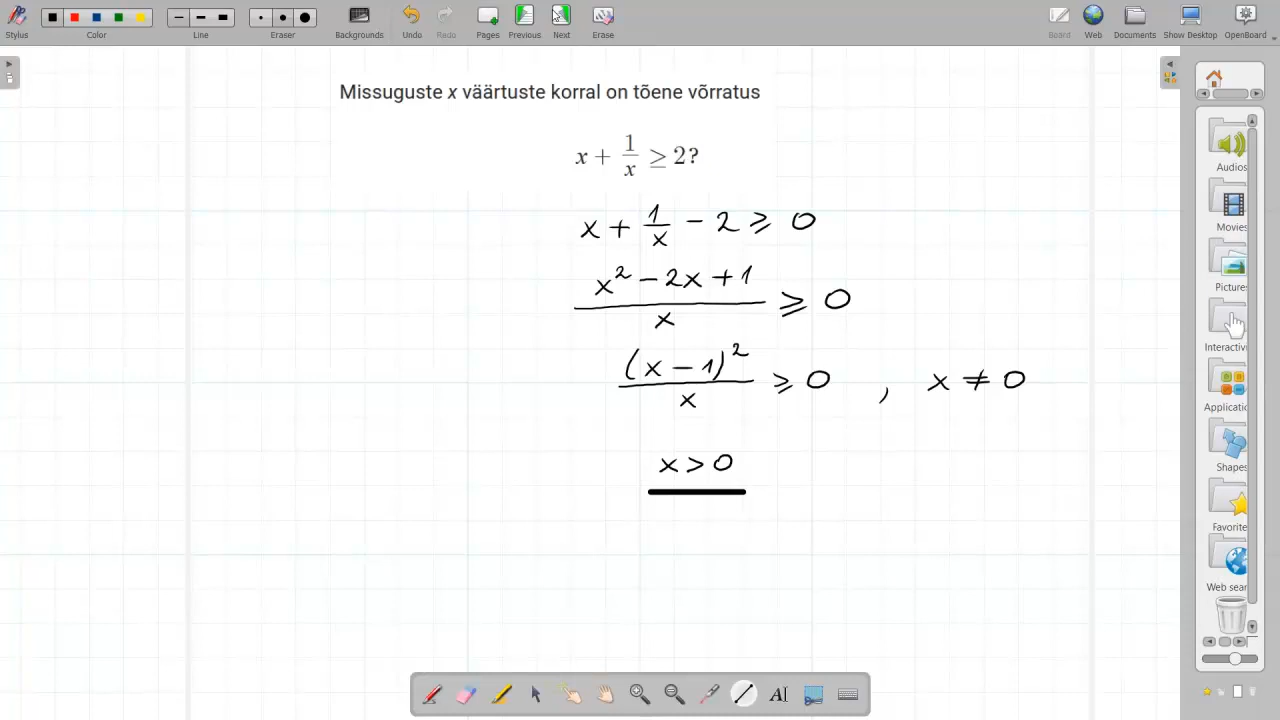 Stylus Color Line Eraser Backgrounds Undo Redo Pages Previous Next Erase Board Web Documents Show Desktop OpenBoard
Missuguste x väärtuste korral on tõene võrratus
x + 1/x ≥ 2?
x + 1/x - 2 ≥ 0
(x² - 2x + 1)/x ≥ 0
(x - 1)²/x ≥ 0 , x ≠ 0
x > 0
Audios
Movies
Pictures
Interactivi
Applicatio
Shapes
Favorite
Web sear
AI